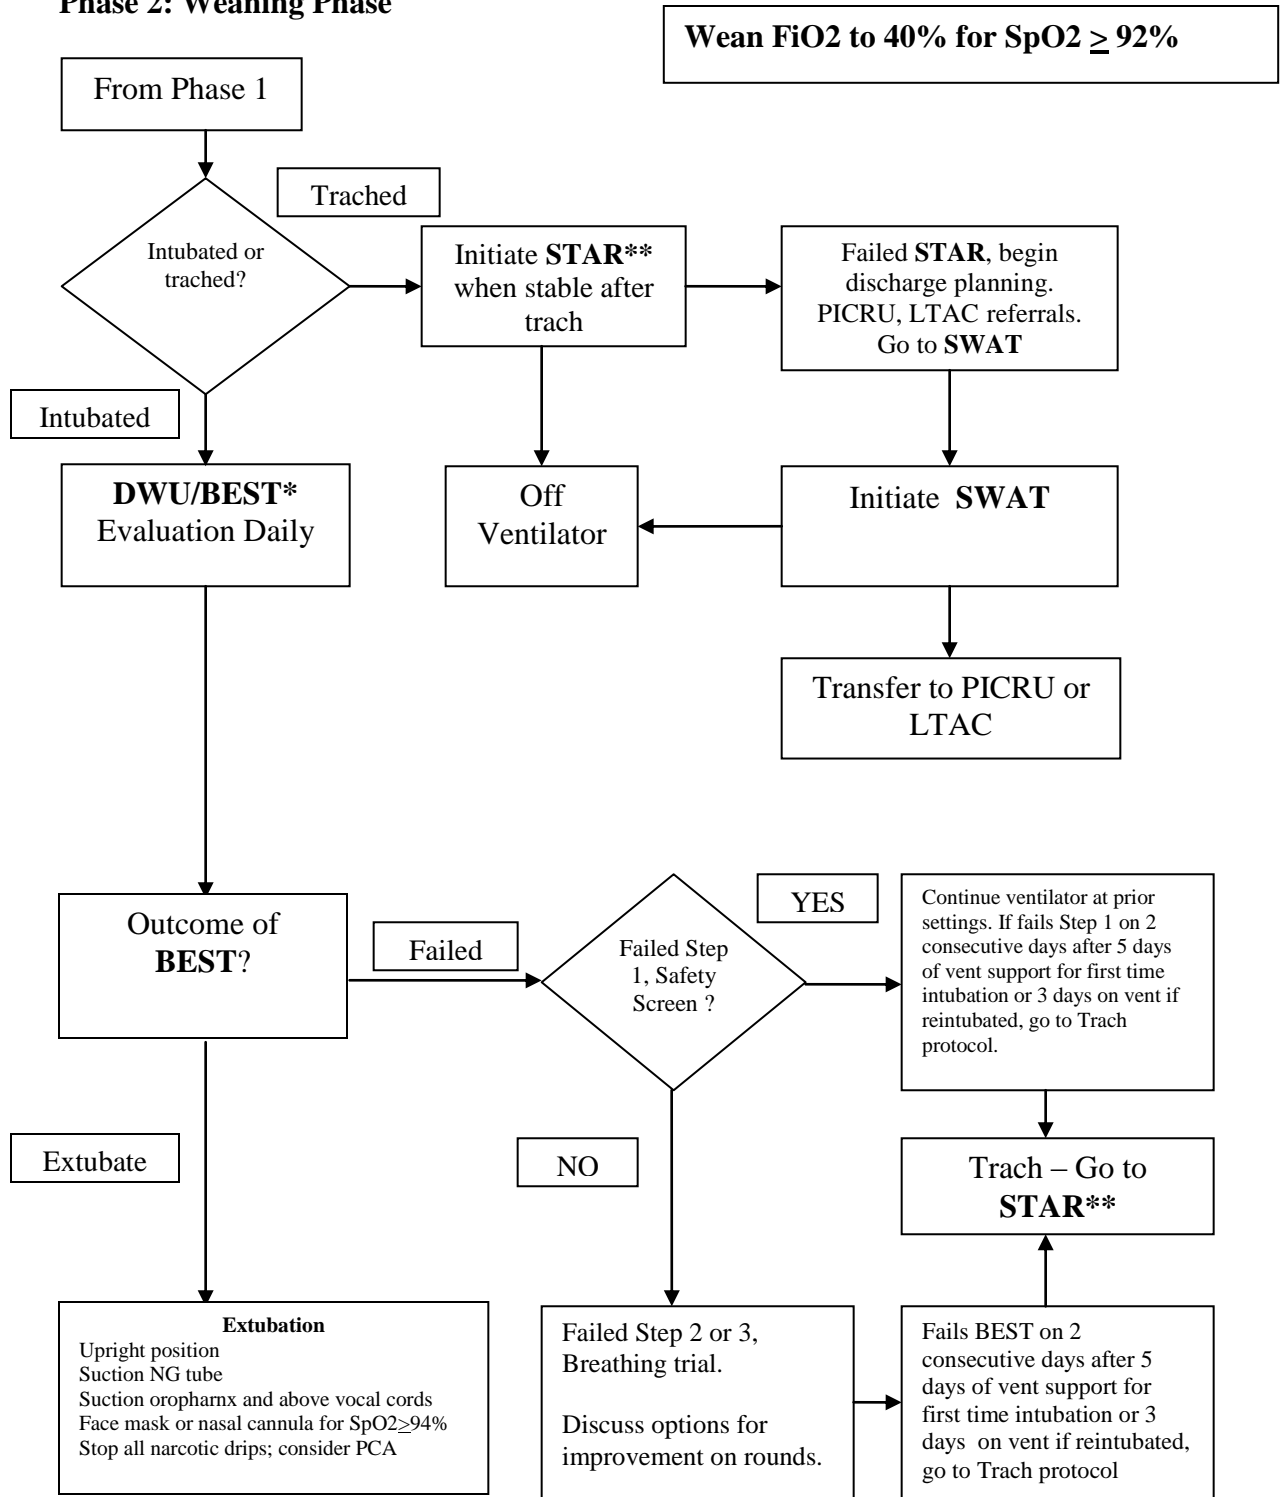 Phase 2: Weaning Phase
Wean FiO2 to 40% for SpO2 ≥ 92%
From Phase 1
Trached
Intubated or
trached?
Initiate STAR**
when stable after
trach
Failed STAR, begin
discharge planning.
PICRU, LTAC referrals.
Go to SWAT
Intubated
DWU/BEST*
Evaluation Daily
Off
Ventilator
Initiate SWAT
Transfer to PICRU or
LTAC
Outcome of
BEST?
Failed
Failed Step
1, Safety
Screen ?
YES
Continue ventilator at prior
settings. If fails Step 1 on 2
consecutive days after 5 days
of vent support for first time
intubation or 3 days on vent if
reintubated, go to Trach
protocol.
Extubate
NO
Trach – Go to
STAR**
Extubation
Upright position
Suction NG tube
Suction oropharnx and above vocal cords
Face mask or nasal cannula for SpO2≥94%
Stop all narcotic drips; consider PCA
Failed Step 2 or 3,
Breathing trial.
Discuss options for
improvement on rounds.
Fails BEST on 2
consecutive days after 5
days of vent support for
first time intubation or 3
days on vent if reintubated,
go to Trach protocol